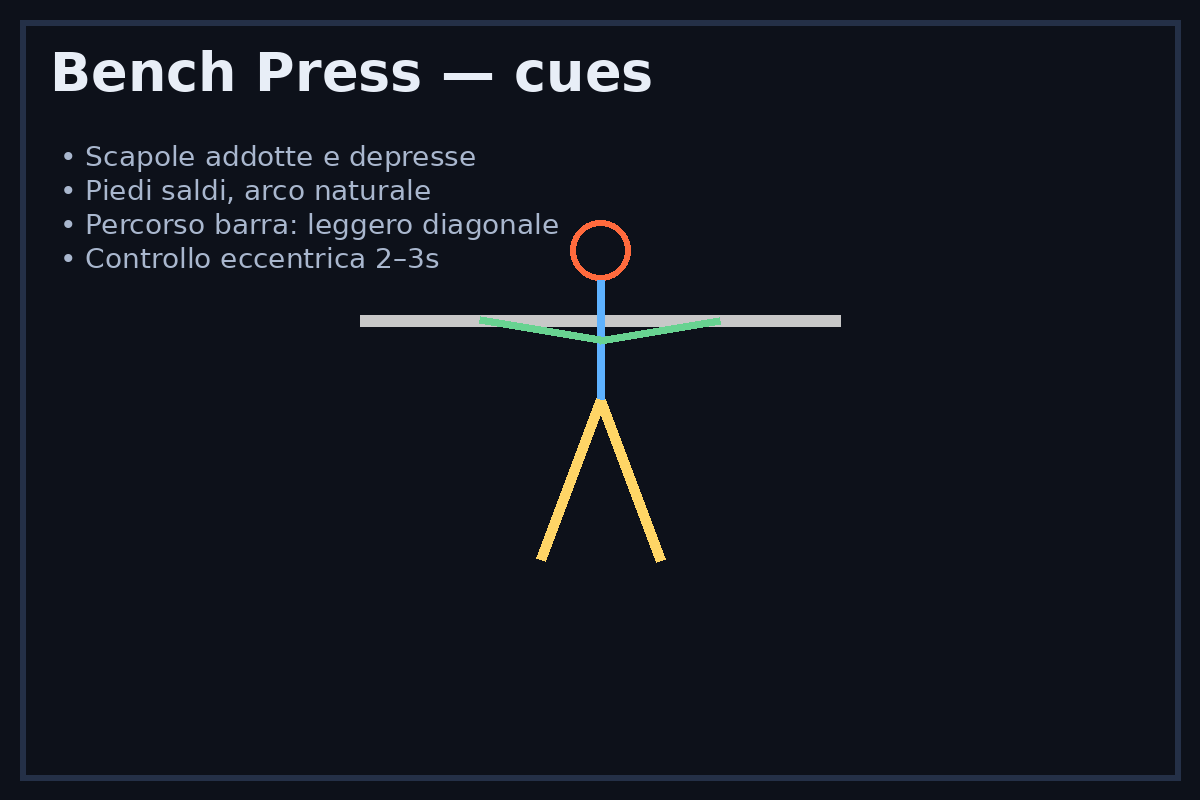 Bench Press — cues
• Scapole addotte e depresse
• Piedi saldi, arco naturale
• Percorso barra: leggero diagonale
• Controllo eccentrica 2–3s